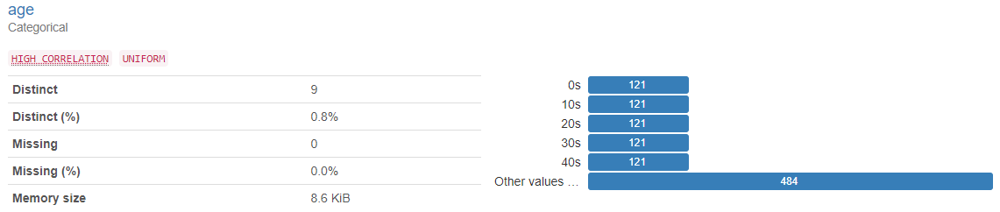 age
Categorical
HIGH CORRELATION UNIFORM
Distinct 9
Distinct (%) 0.8%
Missing 0
Missing (%) 0.0%
Memory size 8.6 KiB
0s 121
10s 121
20s 121
30s 121
40s 121
Other values ... 484